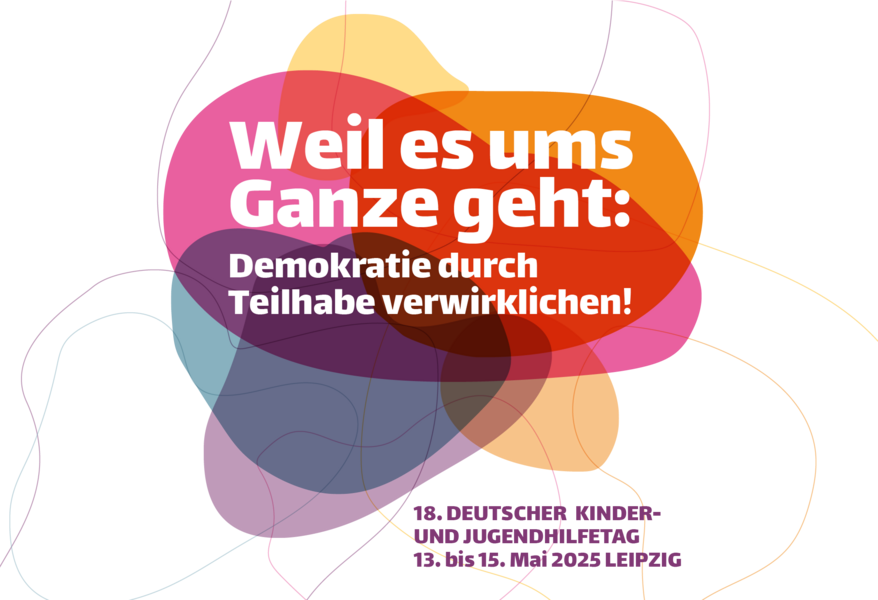 Weil es ums
Ganze geht:
Demokratie durch
Teilhabe verwirklichen!
18. DEUTSCHER KINDER-
UND JUGENDHILFETAG
13. bis 15. Mai 2025 LEIPZIG